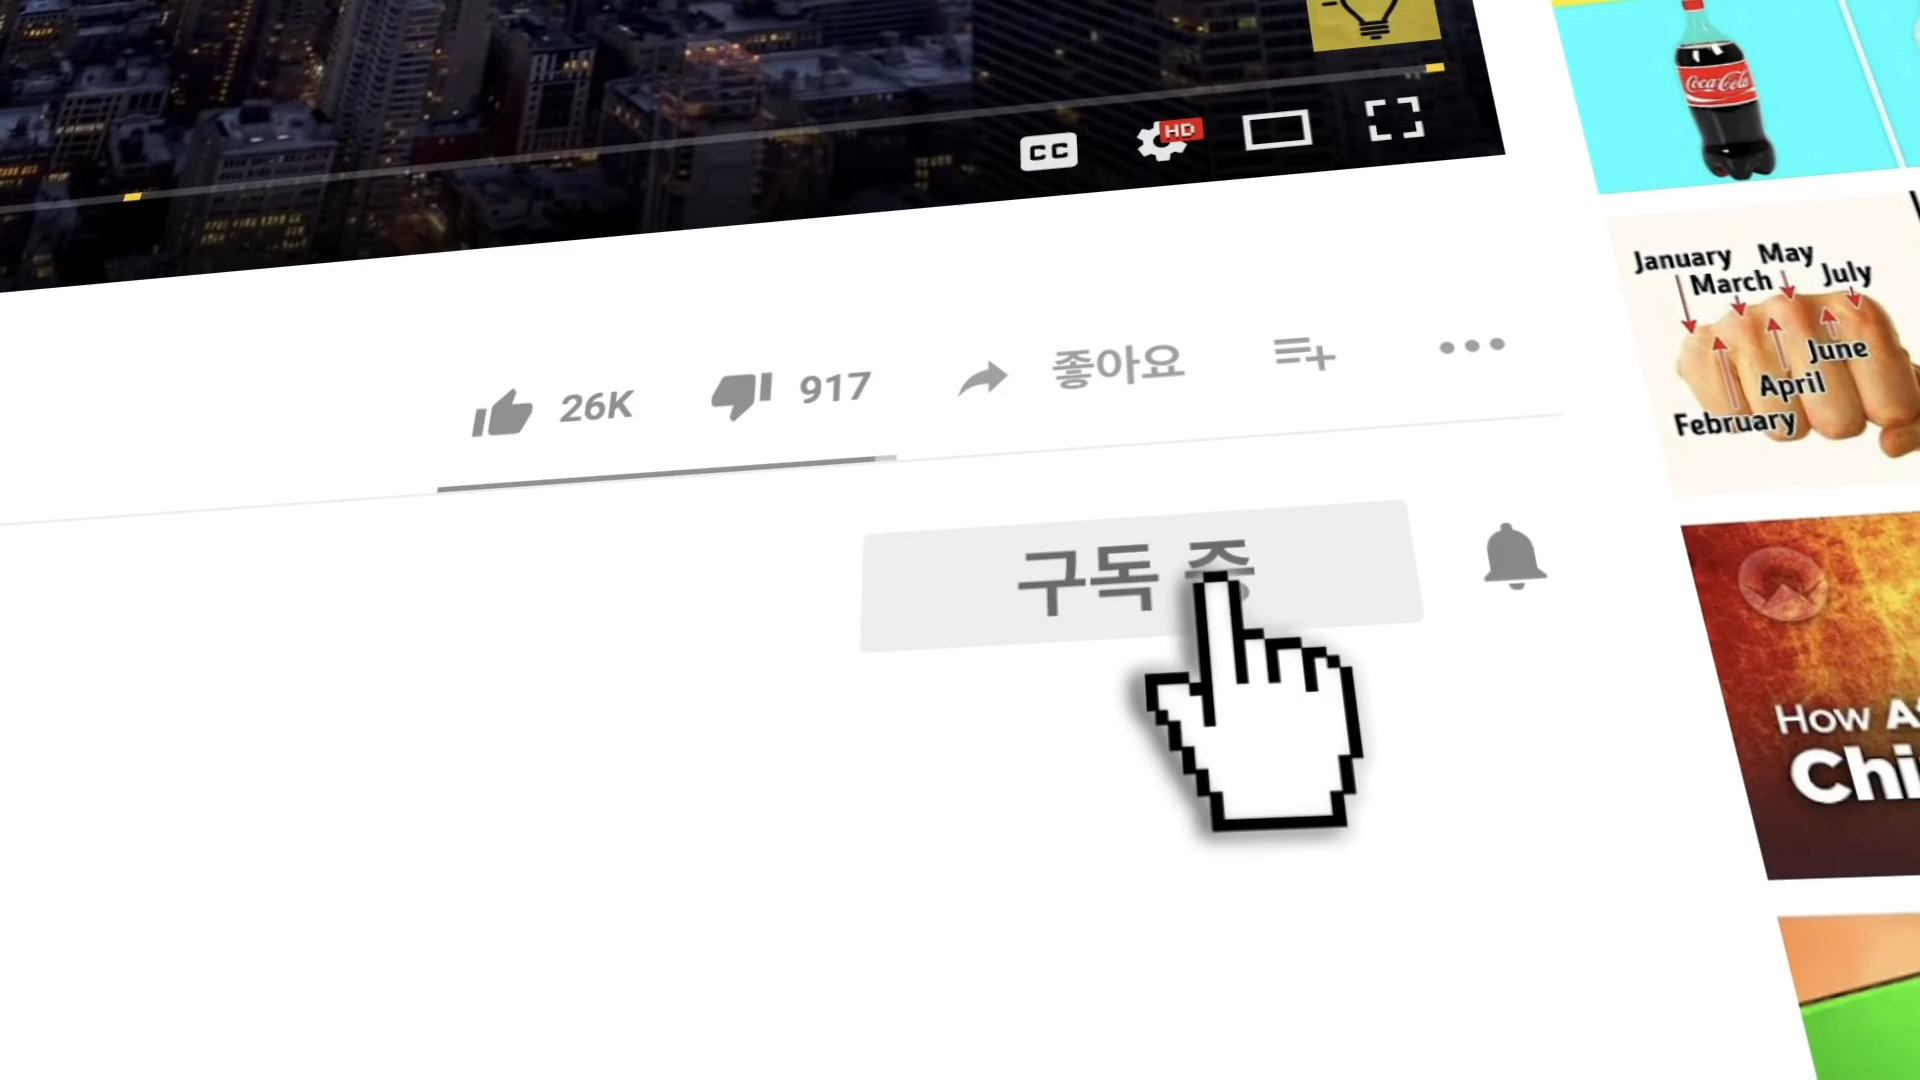 CC
HD
Coca-Cola
January
May
March
July
June
April
February
26K
917
좋아요
구독 중
How
Chi